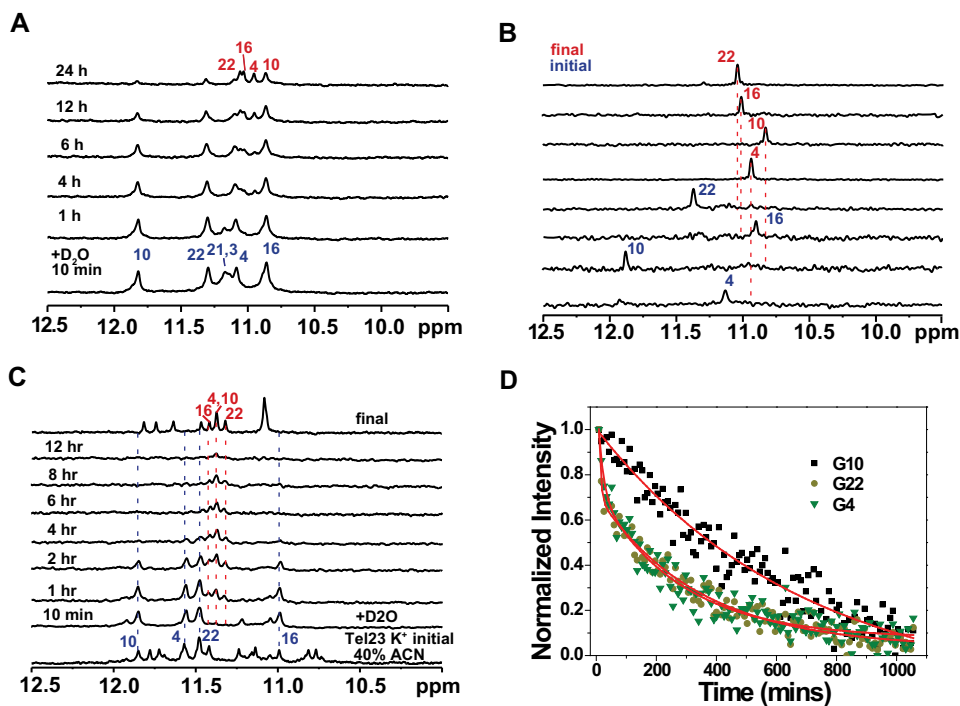 A
24 h
22 16 4 10
12 h
6 h
4 h
1 h
+D₂O
10 min
10 22 21,3 4 16
12.5 12.0 11.5 11.0 10.5 10.0 ppm
B
final
initial
22
16
10
4
22
16
10
4
12.5 12.0 11.5 11.0 10.5 10.0 ppm
C
4,10
16 22
final
12 hr
8 hr
6 hr
4 hr
2 hr
1 hr
10 min
+D2O
10 4 22 16
Tel23 K⁺ initial
40% ACN
12.5 12.0 11.5 11.0 10.5 10.0 ppm
D
Normalized Intensity
1.0
0.8
0.6
0.4
0.2
0.0
G10
G22
G4
0 200 400 600 800 1000
Time (mins)